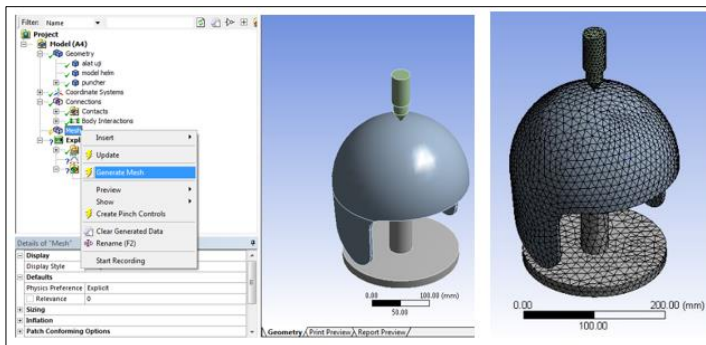 Filter: Name
Project
Model (A4)
Geometry
alat uji
model helm
puncher
Coordinate Systems
Connections
Contacts
Body Interactions
Mesh
Expl
Insert
Update
Generate Mesh
Preview
Show
Create Pinch Controls
Clear Generated Data
Rename (F2)
Start Recording
Details of "Mesh"
Display
Display Style
Defaults
Physics Preference Explicit
Relevance 0
Sizing
Inflation
Patch Conforming Options
0.00 100.00 (mm)
50.00
Geometry Print Preview Report Preview
0.00 200.00 (mm)
100.00